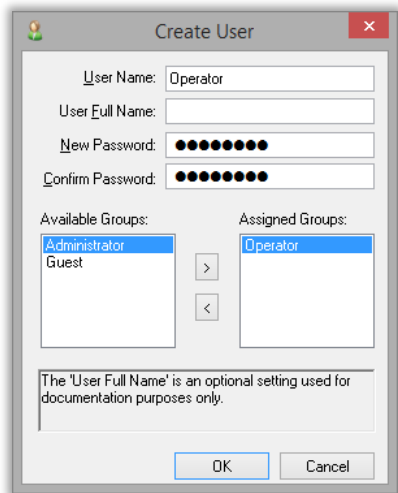 Create User
User Name: Operator
User Full Name:
New Password: ●●●●●●●●
Confirm Password: ●●●●●●●●
Available Groups: Assigned Groups:
Administrator Operator
Guest
>
<
The 'User Full Name' is an optional setting used for
documentation purposes only.
OK Cancel